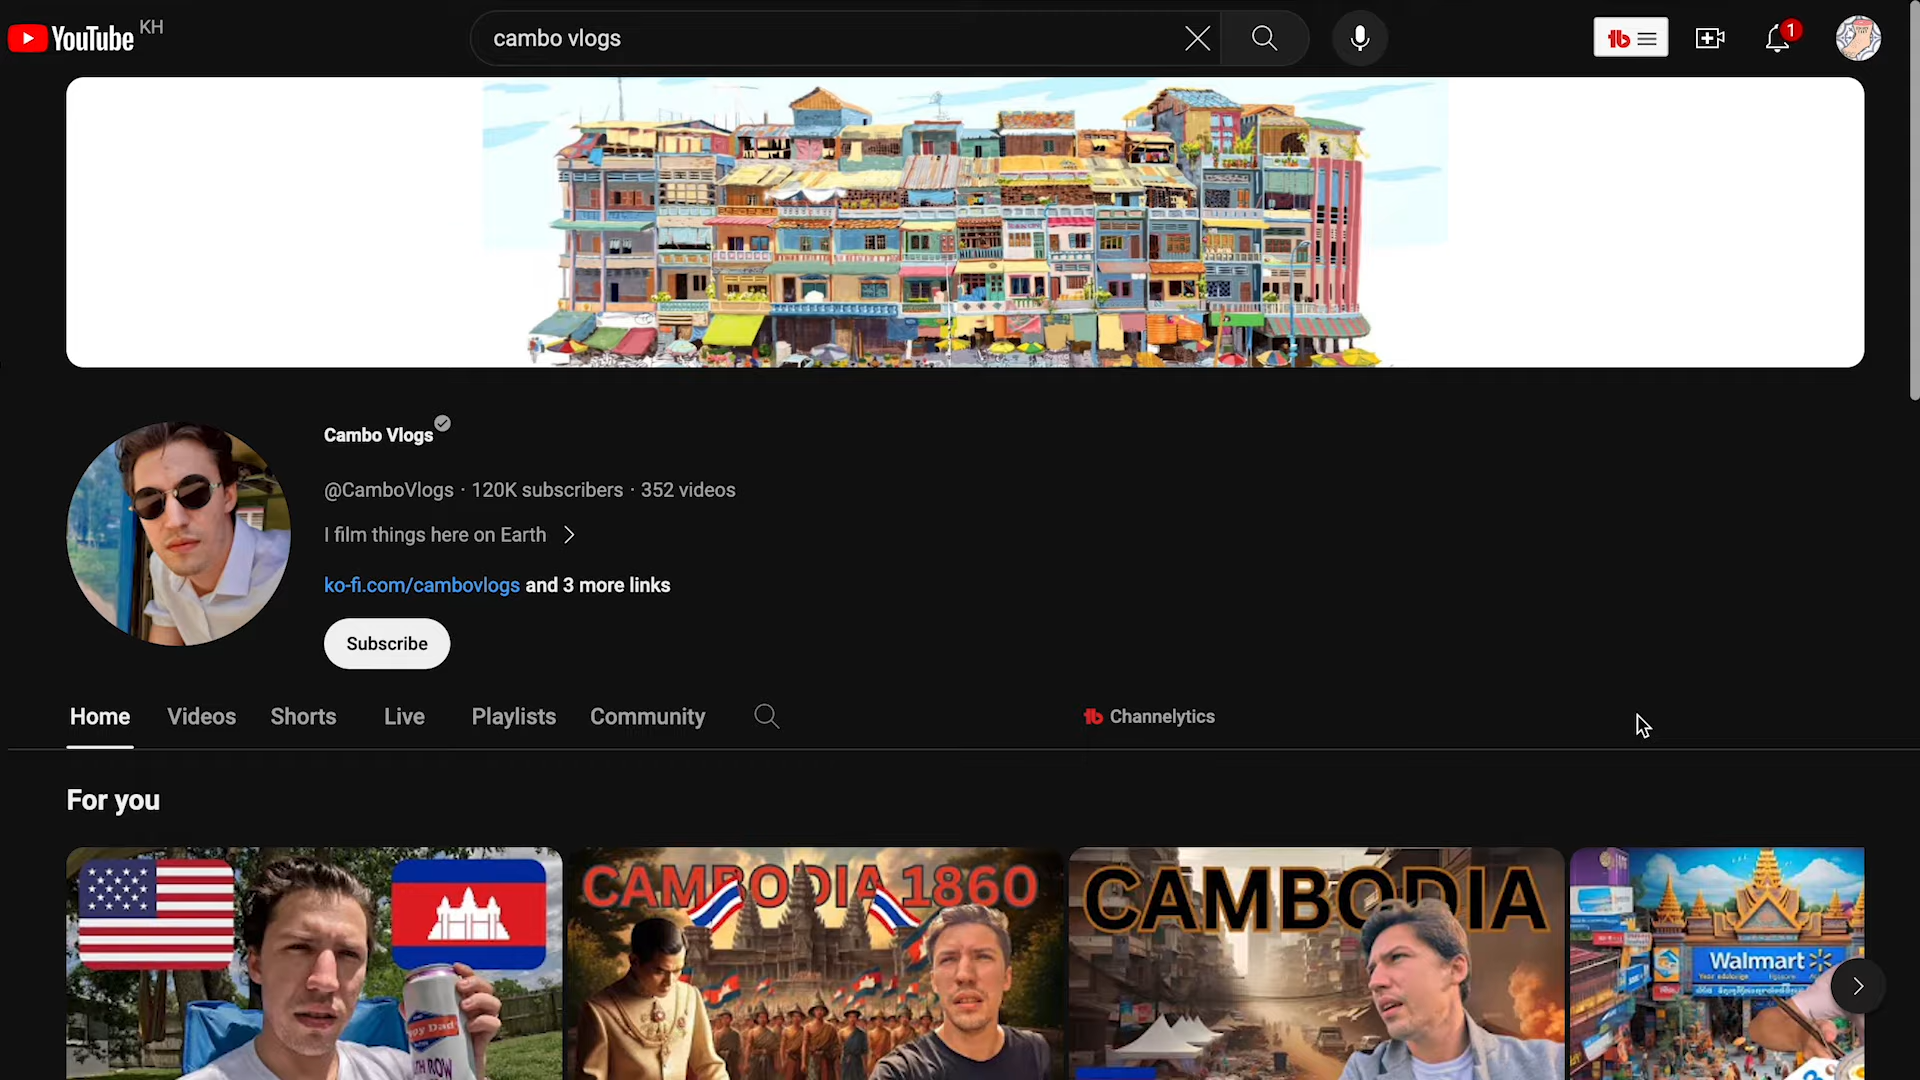 YouTube KH
cambo vlogs
1
Cambo Vlogs
@CamboVlogs · 120K subscribers · 352 videos
I film things here on Earth
ko-fi.com/cambovlogs and 3 more links
Subscribe
Home Videos Shorts Live Playlists Community
Channelytics
For you
CAMBODIA 1860
CAMBODIA
Walmart